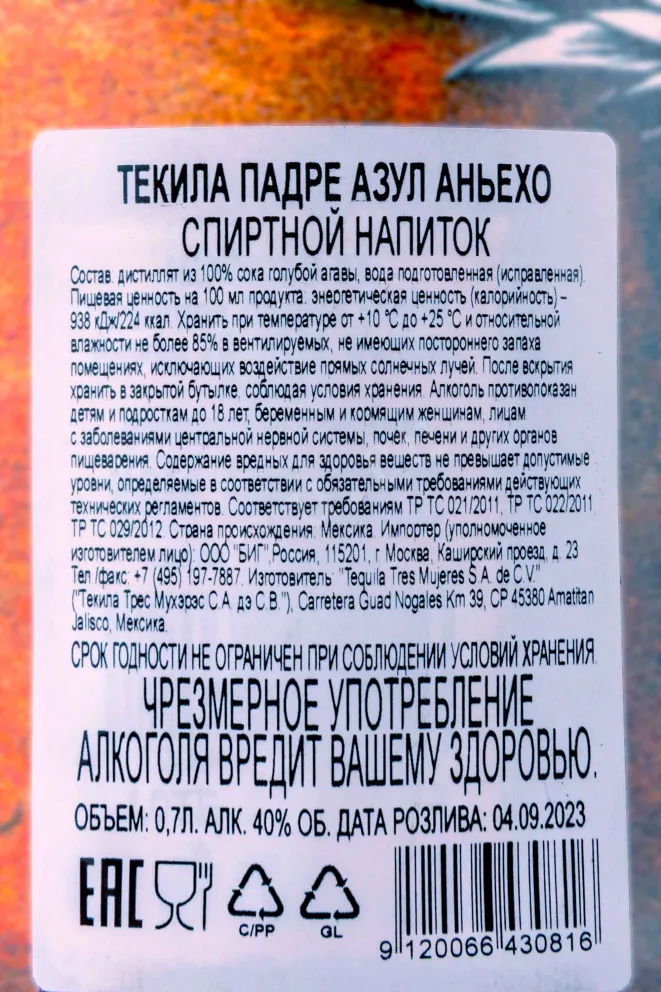 ТЕКИЛА ПАДРЕ АЗУЛ АНЬЕХО
СПИРТНОЙ НАПИТОК
Состав: дистиллят из 100% сока голубой агавы, вода подготовленная (исправленная).
Пищевая ценность на 100 мл продукта: энергетическая ценность (калорийность) –
938 кДж/224 ккал. Хранить при температуре от +10 °С до +25 °С и относительной
влажности не более 85% в вентилируемых, не имеющих постороннего запаха
помещениях, исключающих воздействие прямых солнечных лучей. После вскрытия
хранить в закрытой бутылке, соблюдая условия хранения. Алкоголь противопоказан
детям и подросткам до 18 лет, беременным и кормящим женщинам, лицам
с заболеваниями центральной нервной системы, почек, печени и других органов
пищеварения. Содержание вредных для здоровья веществ не превышает допустимые
уровни, определяемые в соответствии с обязательными требованиями действующих
технических регламентов. Соответствует требованиям ТР ТС 021/2011, ТР ТС 022/2011,
ТР ТС 029/2012. Страна происхождения: Мексика. Импортер (уполномоченное
изготовителем лицо): ООО "БИГ", Россия, 115201, г. Москва, Каширский проезд, д. 23
Тел./факс: +7 (495) 197-7887. Изготовитель: "Tequila Tres Mujeres S.A. de C.V."
("Текила Трес Мухэрэс С.А. дэ С.В."), Carretera Guad Nogales Km 39, CP 45380 Amatitan
Jalisco, Мексика.
СРОК ГОДНОСТИ НЕ ОГРАНИЧЕН ПРИ СОБЛЮДЕНИИ УСЛОВИЙ ХРАНЕНИЯ.
ЧРЕЗМЕРНОЕ УПОТРЕБЛЕНИЕ
АЛКОГОЛЯ ВРЕДИТ ВАШЕМУ ЗДОРОВЬЮ.
ОБЪЕМ: 0,7Л. АЛК. 40% ОБ. ДАТА РОЗЛИВА: 04.09.2023
EAC
C/PP GL
9 120066 430816